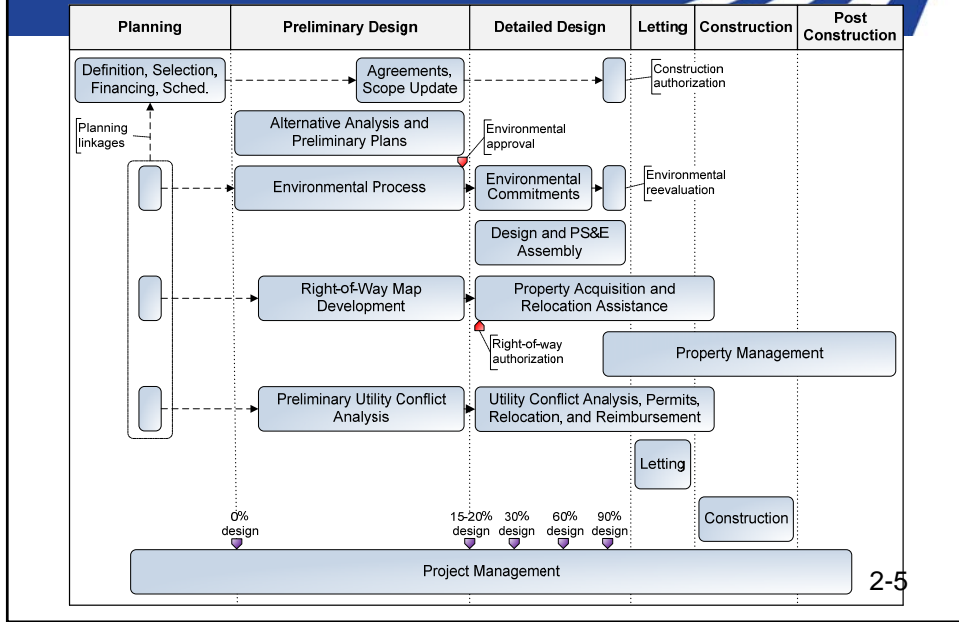 Planning
Preliminary Design
Detailed Design
Letting
Construction
Post
Construction
Definition, Selection,
Financing, Sched.
Agreements,
Scope Update
Construction
authorization
Planning
linkages
Alternative Analysis and
Preliminary Plans
Environmental
approval
Environmental Process
Environmental
Commitments
Environmental
reevaluation
Design and PS&E
Assembly
Right-of-Way Map
Development
Property Acquisition and
Relocation Assistance
Right-of-way
authorization
Property Management
Preliminary Utility Conflict
Analysis
Utility Conflict Analysis, Permits,
Relocation, and Reimbursement
Letting
Construction
0%
design
15-20%
design
30%
design
60%
design
90%
design
Project Management
2-5